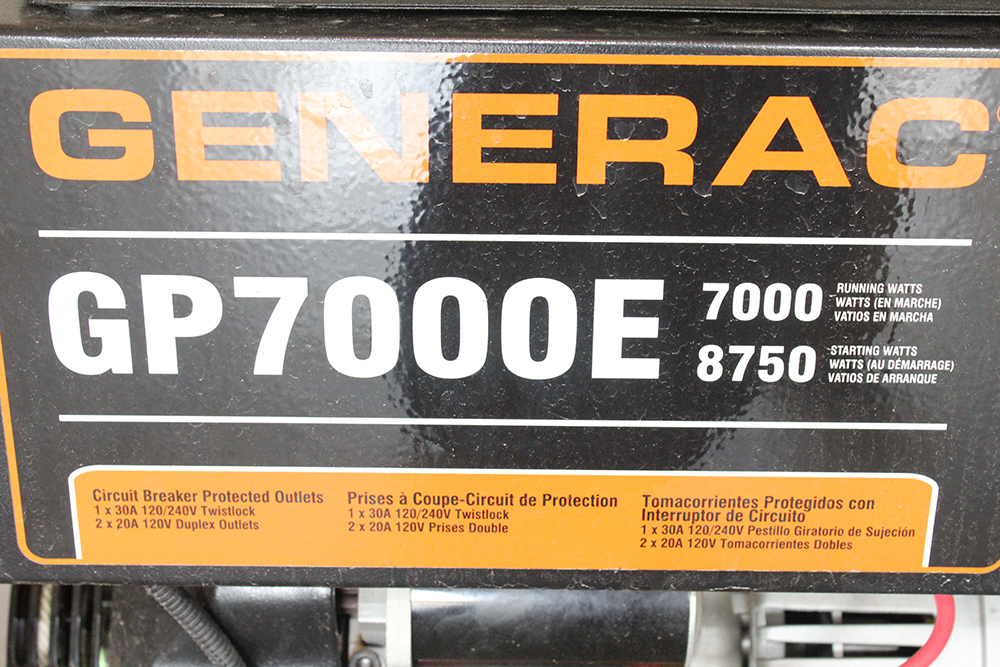 GENERAC
GP7000E
7000 RUNNING WATTS
WATTS (EN MARCHE)
VATIOS EN MARCHA
8750 STARTING WATTS
WATTS (AU DÉMARRAGE)
VATIOS DE ARRANQUE
Circuit Breaker Protected Outlets
1 x 30A 120/240V Twistlock
2 x 20A 120V Duplex Outlets
Prises à Coupe-Circuit de Protection
1 x 30A 120/240V Twistlock
2 x 20A 120V Prises Double
Tomacorrientes Protegidos con
Interruptor de Circuito
1 x 30A 120/240V Pestillo Giratorio de Sujeción
2 x 20A 120V Tomacorrientes Dobles